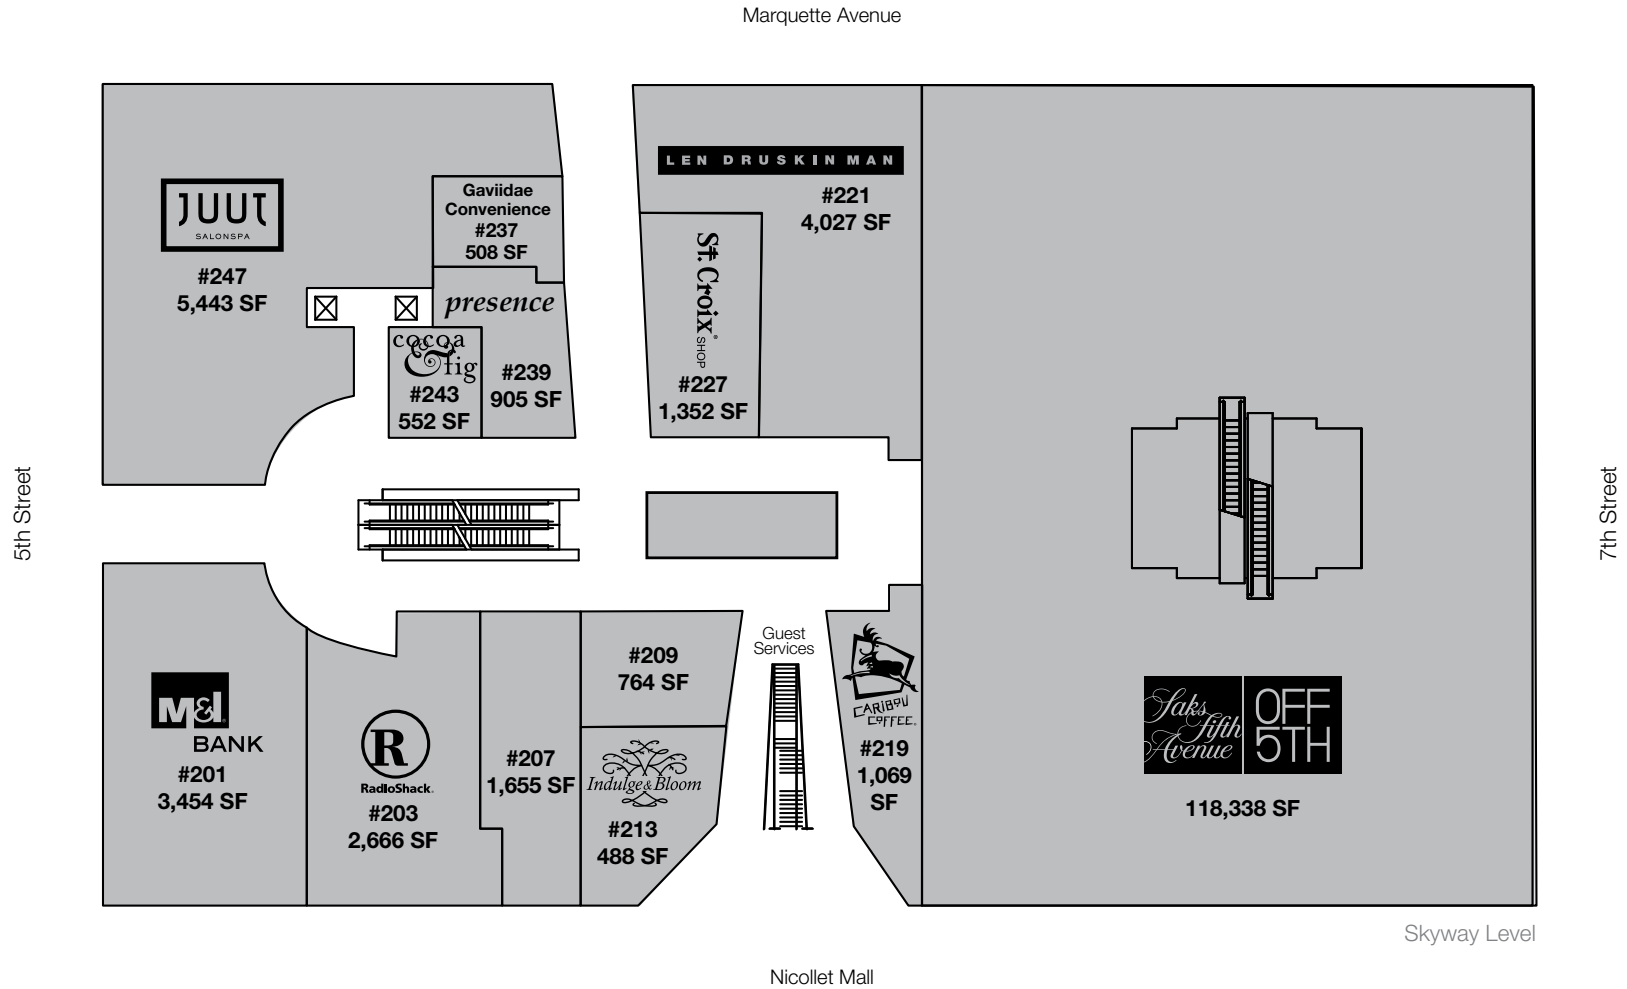 Marquette Avenue
LEN DRUSKIN MAN
#221
4,027 SF
JUUT
SALONSPA
#247
5,443 SF
Gaviidae
Convenience
#237
508 SF
presence
#239
905 SF
cocoa
& fig
#243
552 SF
St. Croix®
SHOP
#227
1,352 SF
5th Street
7th Street
M&I®
BANK
#201
3,454 SF
R
RadioShack®
#203
2,666 SF
#207
1,655 SF
#209
764 SF
Indulge & Bloom
#213
488 SF
Guest
Services
CARIBOU
COFFEE®
#219
1,069
SF
Saks
fifth
Avenue
OFF
5TH
118,338 SF
Skyway Level
Nicollet Mall